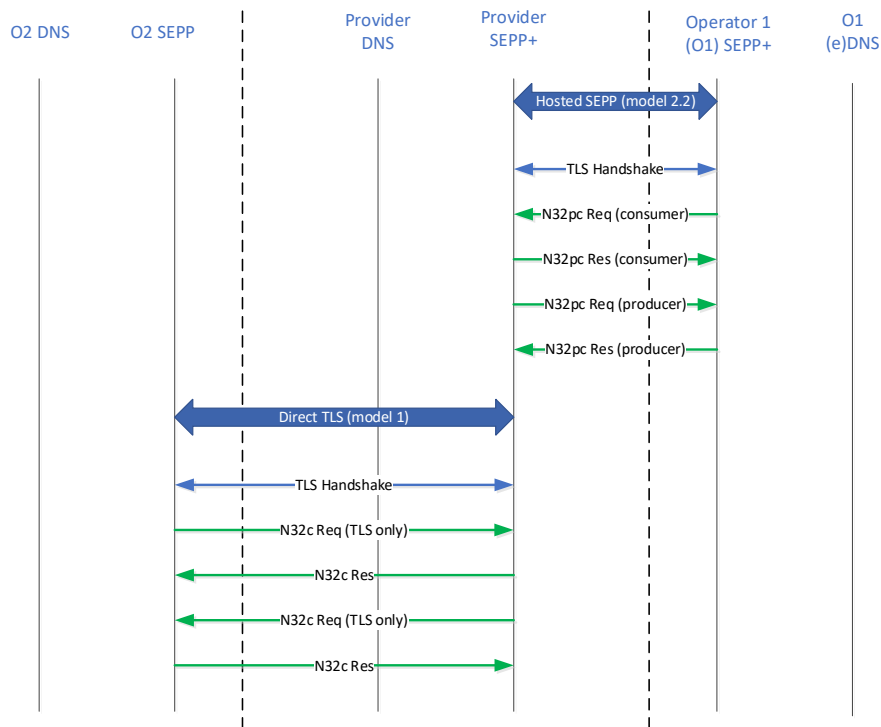 O2 DNS
O2 SEPP
Provider
DNS
Provider
SEPP+
Operator 1
(O1) SEPP+
O1
(e)DNS
Hosted SEPP (model 2.2)
TLS Handshake
N32pc Req (consumer)
N32pc Res (consumer)
N32pc Req (producer)
N32pc Res (producer)
Direct TLS (model 1)
TLS Handshake
N32c Req (TLS only)
N32c Res
N32c Req (TLS only)
N32c Res